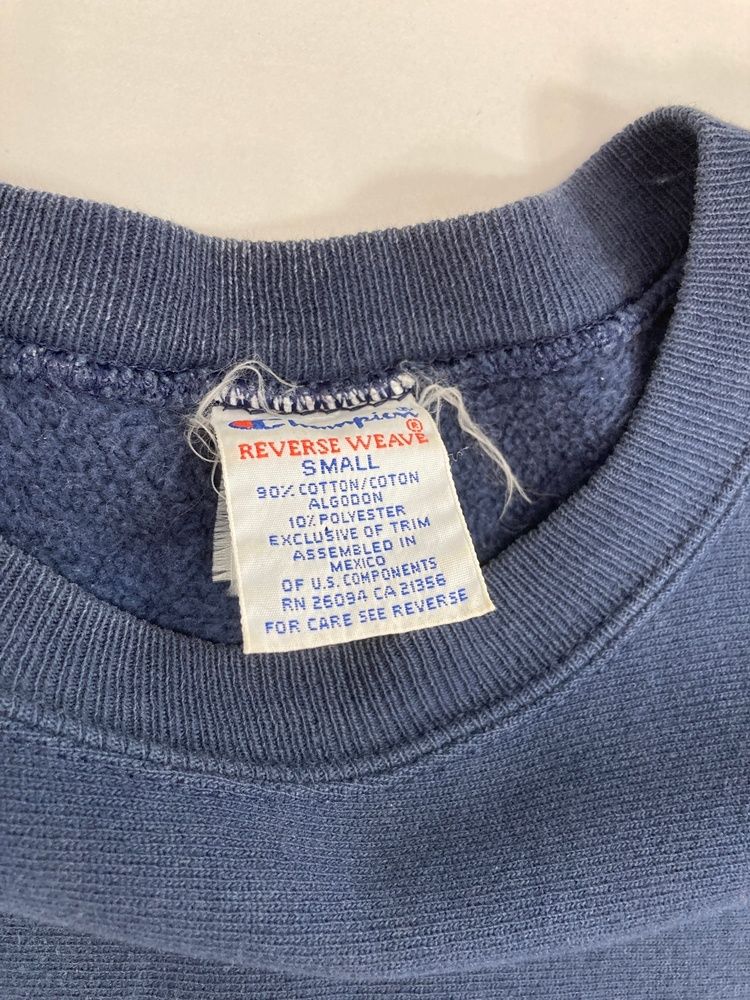 Champion
REVERSE WEAVE®
SMALL
90% COTTON/COTON
ALGODON
10% POLYESTER
EXCLUSIVE OF TRIM
ASSEMBLED IN
MEXICO
OF U.S. COMPONENTS
RN 26094 CA 21356
FOR CARE SEE REVERSE